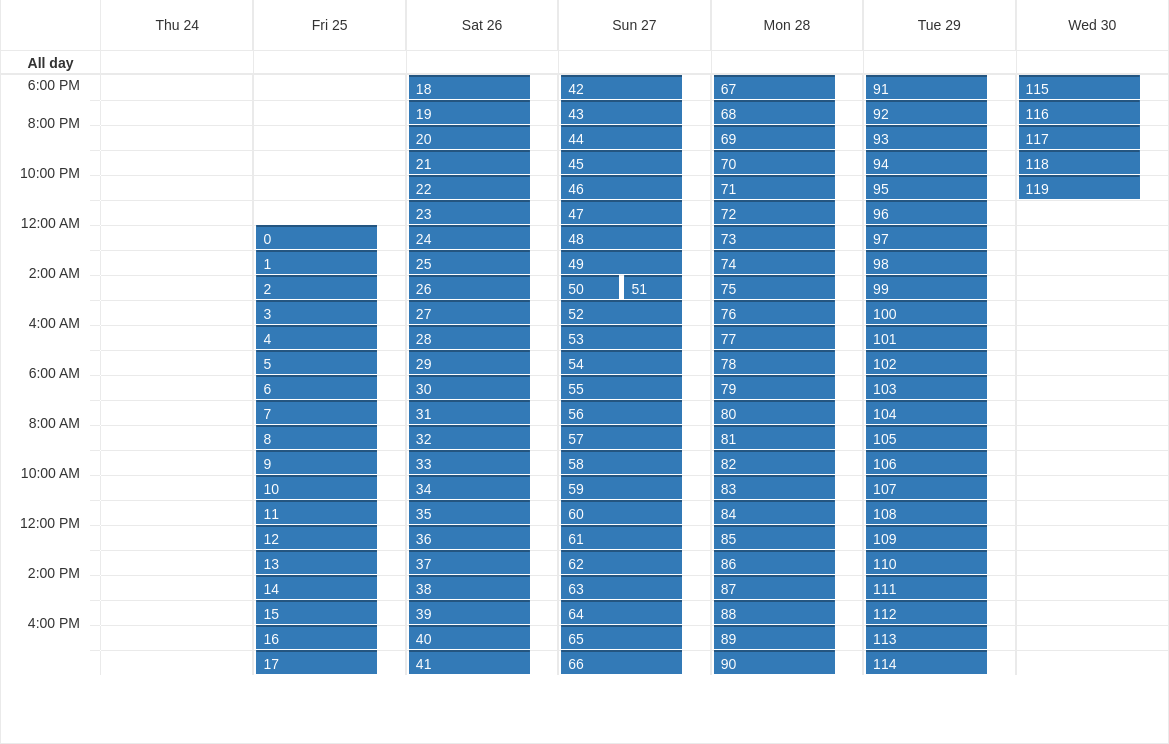 Thu 24 Fri 25 Sat 26 Sun 27 Mon 28 Tue 29 Wed 30
All day
6:00 PM 18 42 67 91 115
19 43 68 92 116
8:00 PM 20 44 69 93 117
21 45 70 94 118
10:00 PM 22 46 71 95 119
23 47 72 96
12:00 AM 0 24 48 73 97
1 25 49 74 98
2:00 AM 2 26 50 51 75 99
3 27 52 76 100
4:00 AM 4 28 53 77 101
5 29 54 78 102
6:00 AM 6 30 55 79 103
7 31 56 80 104
8:00 AM 8 32 57 81 105
9 33 58 82 106
10:00 AM 10 34 59 83 107
11 35 60 84 108
12:00 PM 12 36 61 85 109
13 37 62 86 110
2:00 PM 14 38 63 87 111
15 39 64 88 112
4:00 PM 16 40 65 89 113
17 41 66 90 114